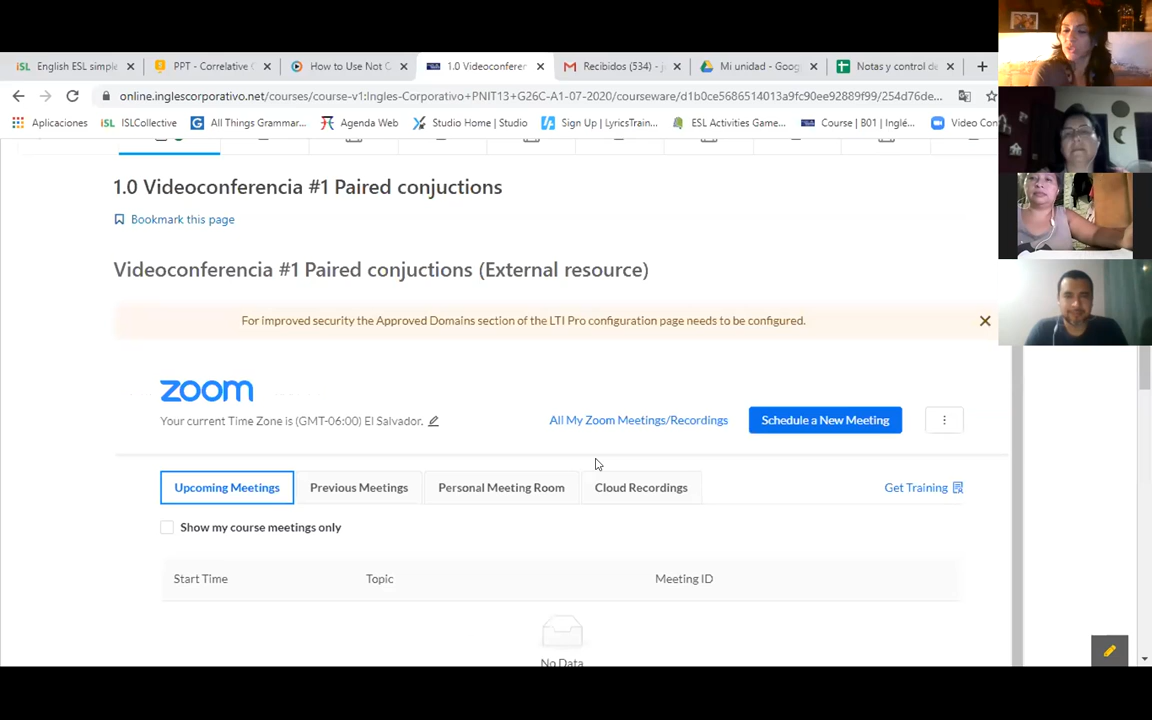 iSL English ESL simple
PPT - Correlative C
How to Use Not C
1.0 Videoconferen
Recibidos (534) - j
Mi unidad - Goog
Notas y control de
online.inglescorporativo.net/courses/course-v1:Ingles-Corporativo+PNIT13+G26C-A1-07-2020/courseware/d1b0ce5686514013a9fc90ee92889f99/254d76de...
Aplicaciones
iSL ISLCollective
G All Things Grammar...
Agenda Web
Studio Home | Studio
Sign Up | LyricsTrain...
ESL Activities Game...
Course | B01 | Inglé...
Video Con
1.0 Videoconferencia #1 Paired conjuctions
Bookmark this page
Videoconferencia #1 Paired conjuctions (External resource)
For improved security the Approved Domains section of the LTI Pro configuration page needs to be configured.
zoom
Your current Time Zone is (GMT-06:00) El Salvador.
All My Zoom Meetings/Recordings
Schedule a New Meeting
Upcoming Meetings
Previous Meetings
Personal Meeting Room
Cloud Recordings
Get Training
Show my course meetings only
Start Time
Topic
Meeting ID
No Data